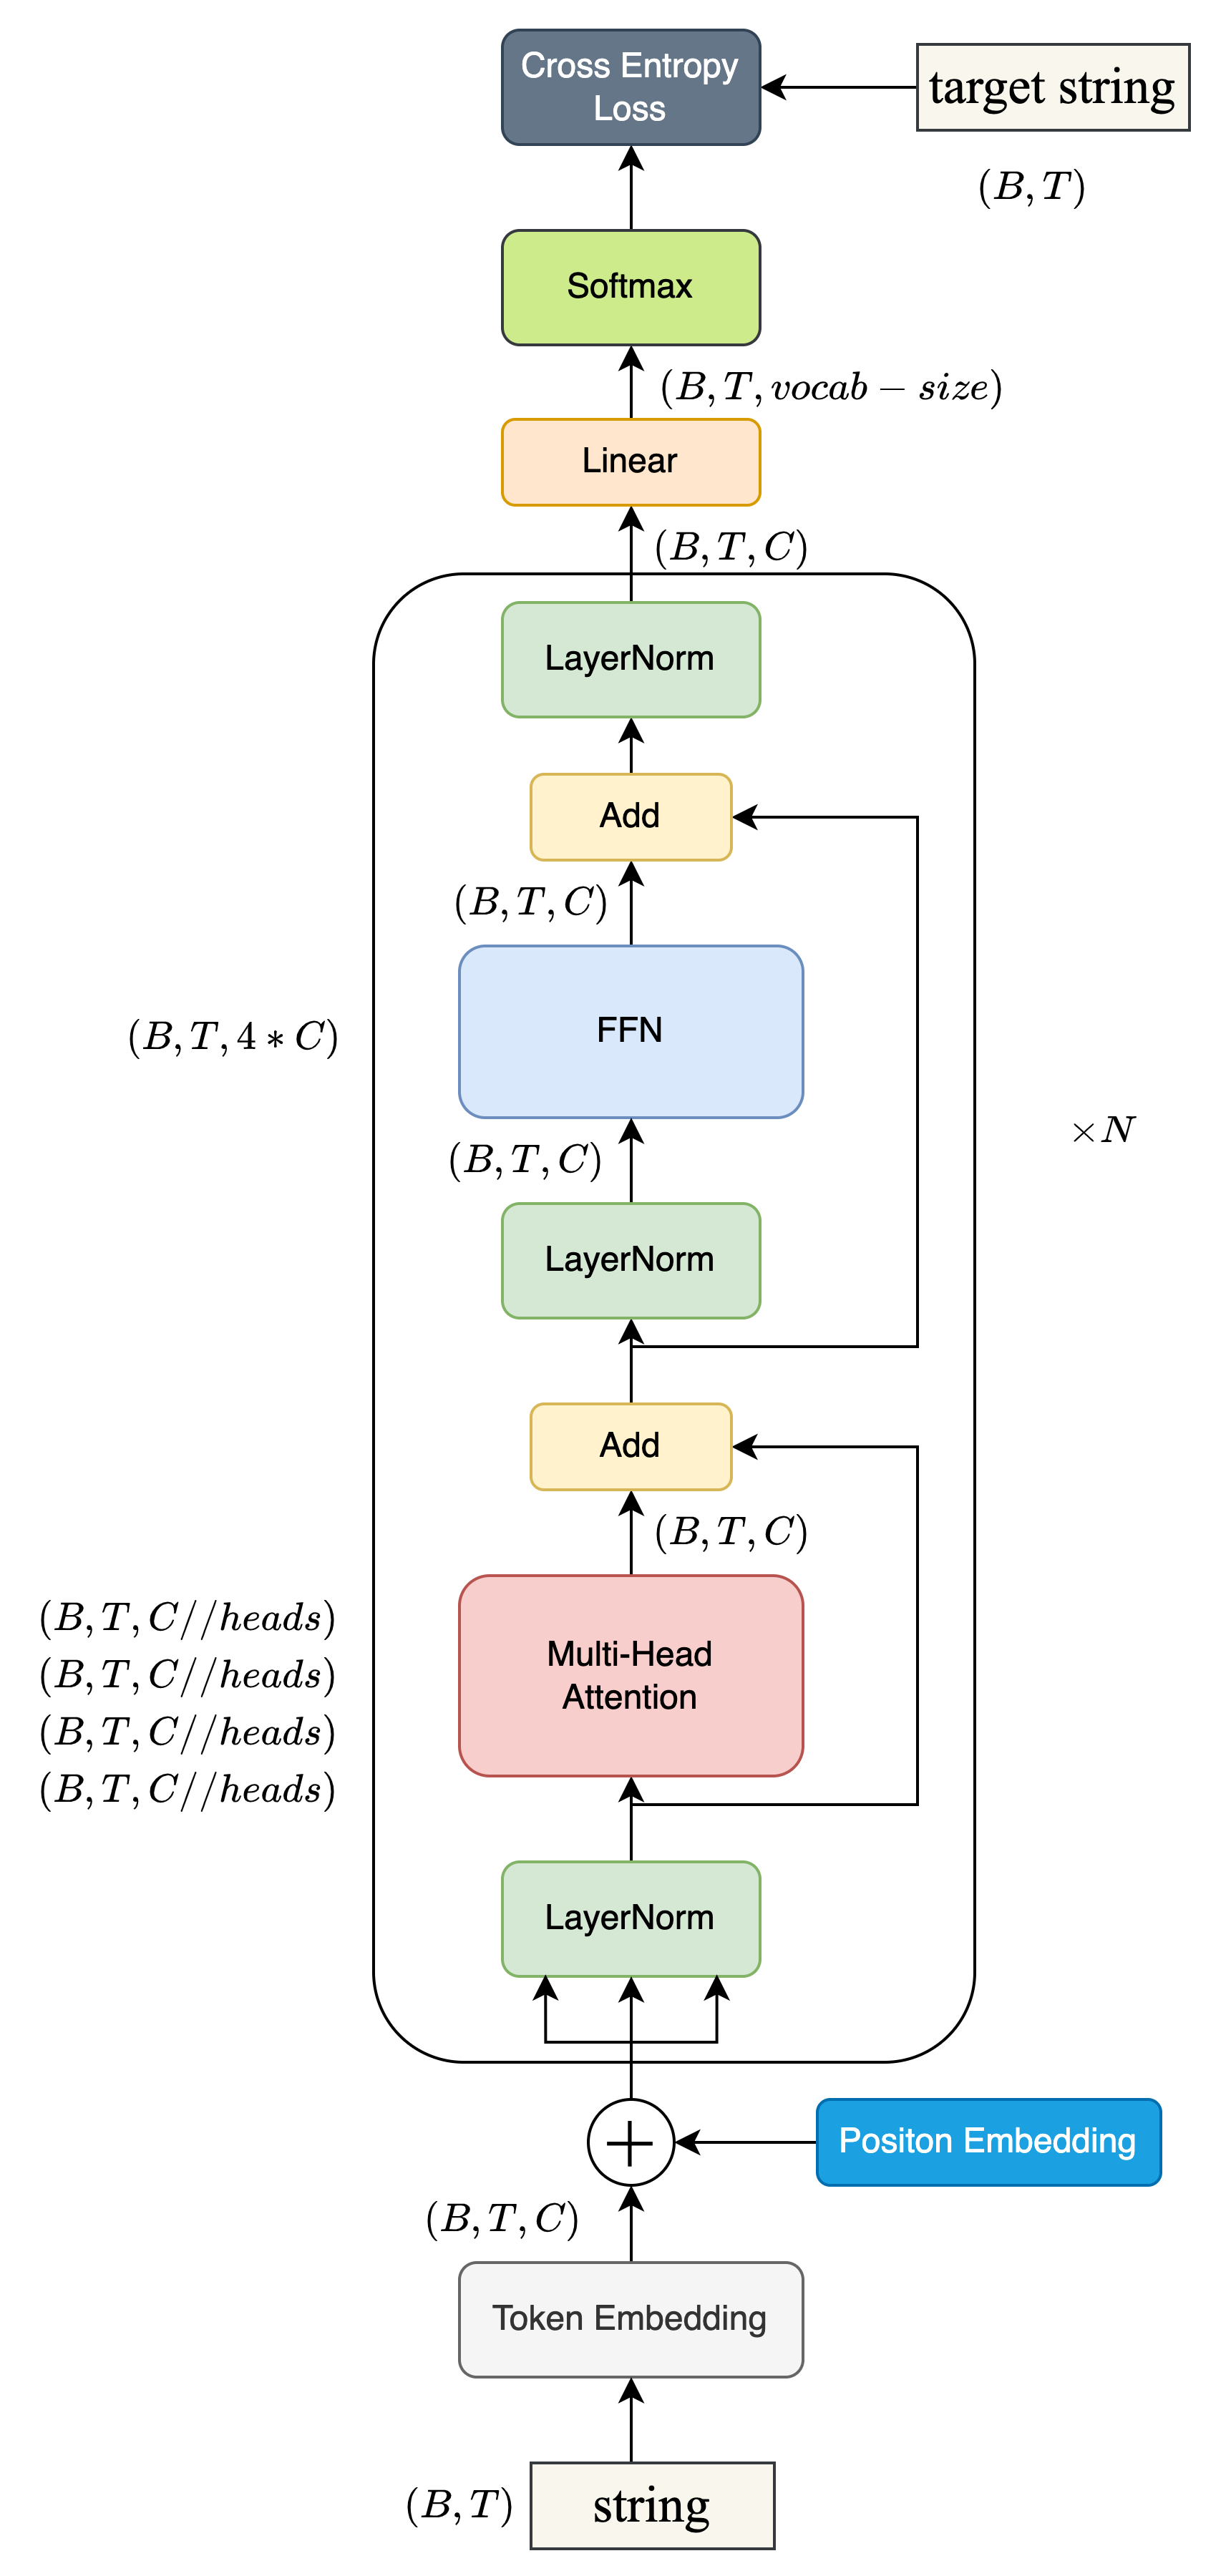 Cross Entropy
Loss
target string
(B, T)
Softmax
(B, T, vocab − size)
Linear
(B, T, C)
LayerNorm
Add
(B, T, C)
FFN
(B, T, 4 ∗ C)
×N
(B, T, C)
LayerNorm
Add
(B, T, C)
Multi-Head
Attention
(B, T, C//heads)
(B, T, C//heads)
(B, T, C//heads)
(B, T, C//heads)
LayerNorm
+
Positon Embedding
(B, T, C)
Token Embedding
(B, T)
string